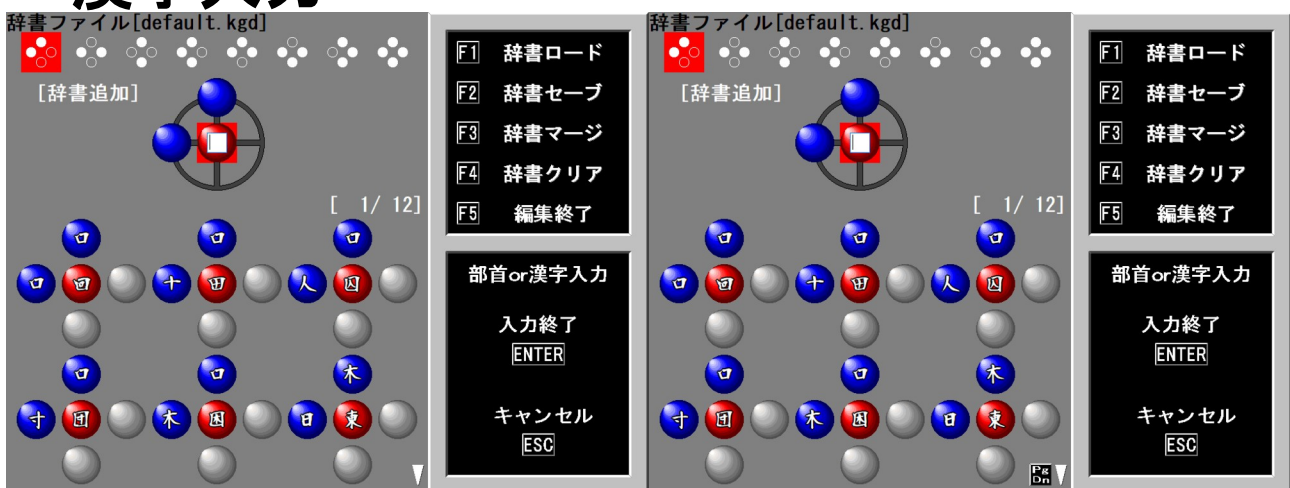 漢字入力
辞書ファイル[default.kgd]
F1 辞書ロード
F2 辞書セーブ
[辞書追加]
F3 辞書マージ
F4 辞書クリア
[ 1/ 12]
F5 編集終了
口 口 口
口 回 十 田 人 囚
部首or漢字入力
入力終了
ENTER
口 口 木
寸 団 木 困 日 東
キャンセル
ESC
辞書ファイル[default.kgd]
F1 辞書ロード
F2 辞書セーブ
[辞書追加]
F3 辞書マージ
F4 辞書クリア
[ 1/ 12]
F5 編集終了
口 口 口
口 回 十 田 人 囚
部首or漢字入力
入力終了
ENTER
口 口 木
寸 団 木 困 日 東
キャンセル
ESC
Pg
Dn